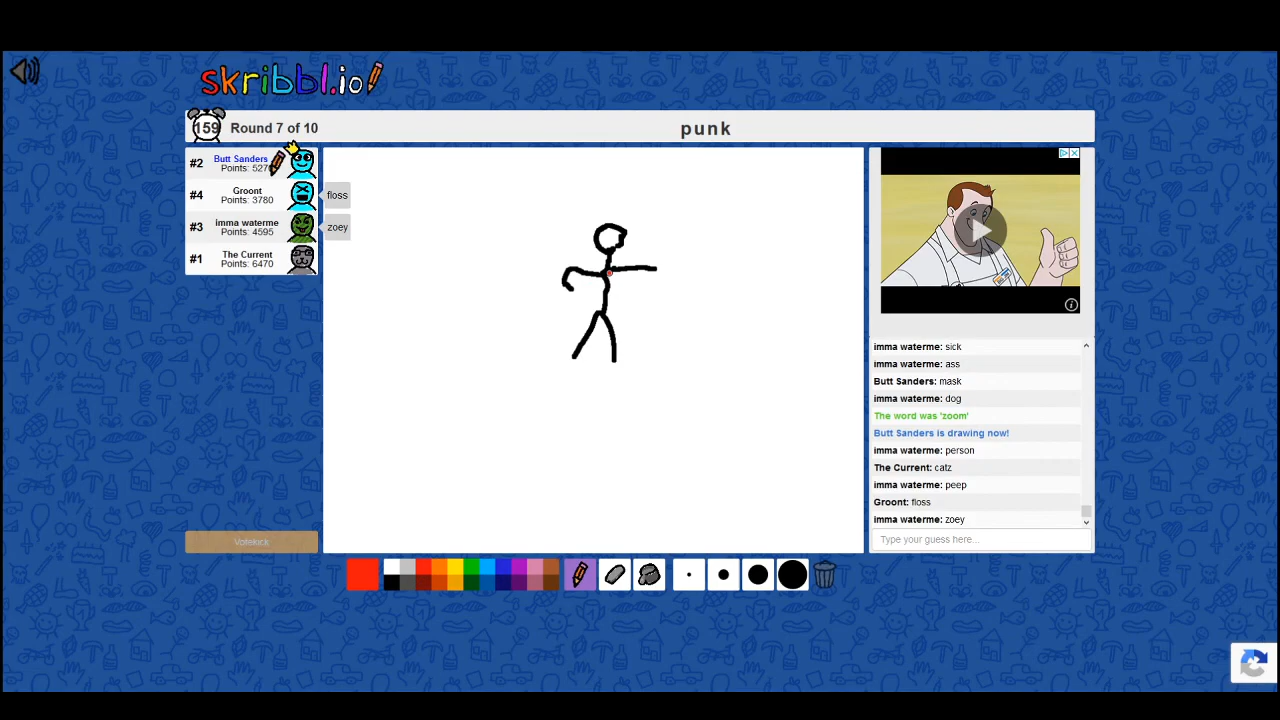 skribbl.io
159 Round 7 of 10 punk
#2 Butt Sanders
Points: 5270
#4 Groont
Points: 3780
floss
#3 imma waterme
Points: 4595
zoey
#1 The Current
Points: 6470
Votekick
imma waterme: sick
imma waterme: ass
Butt Sanders: mask
imma waterme: dog
The word was 'zoom'
Butt Sanders is drawing now!
imma waterme: person
The Current: catz
imma waterme: peep
Groont: floss
imma waterme: zoey
Type your guess here...